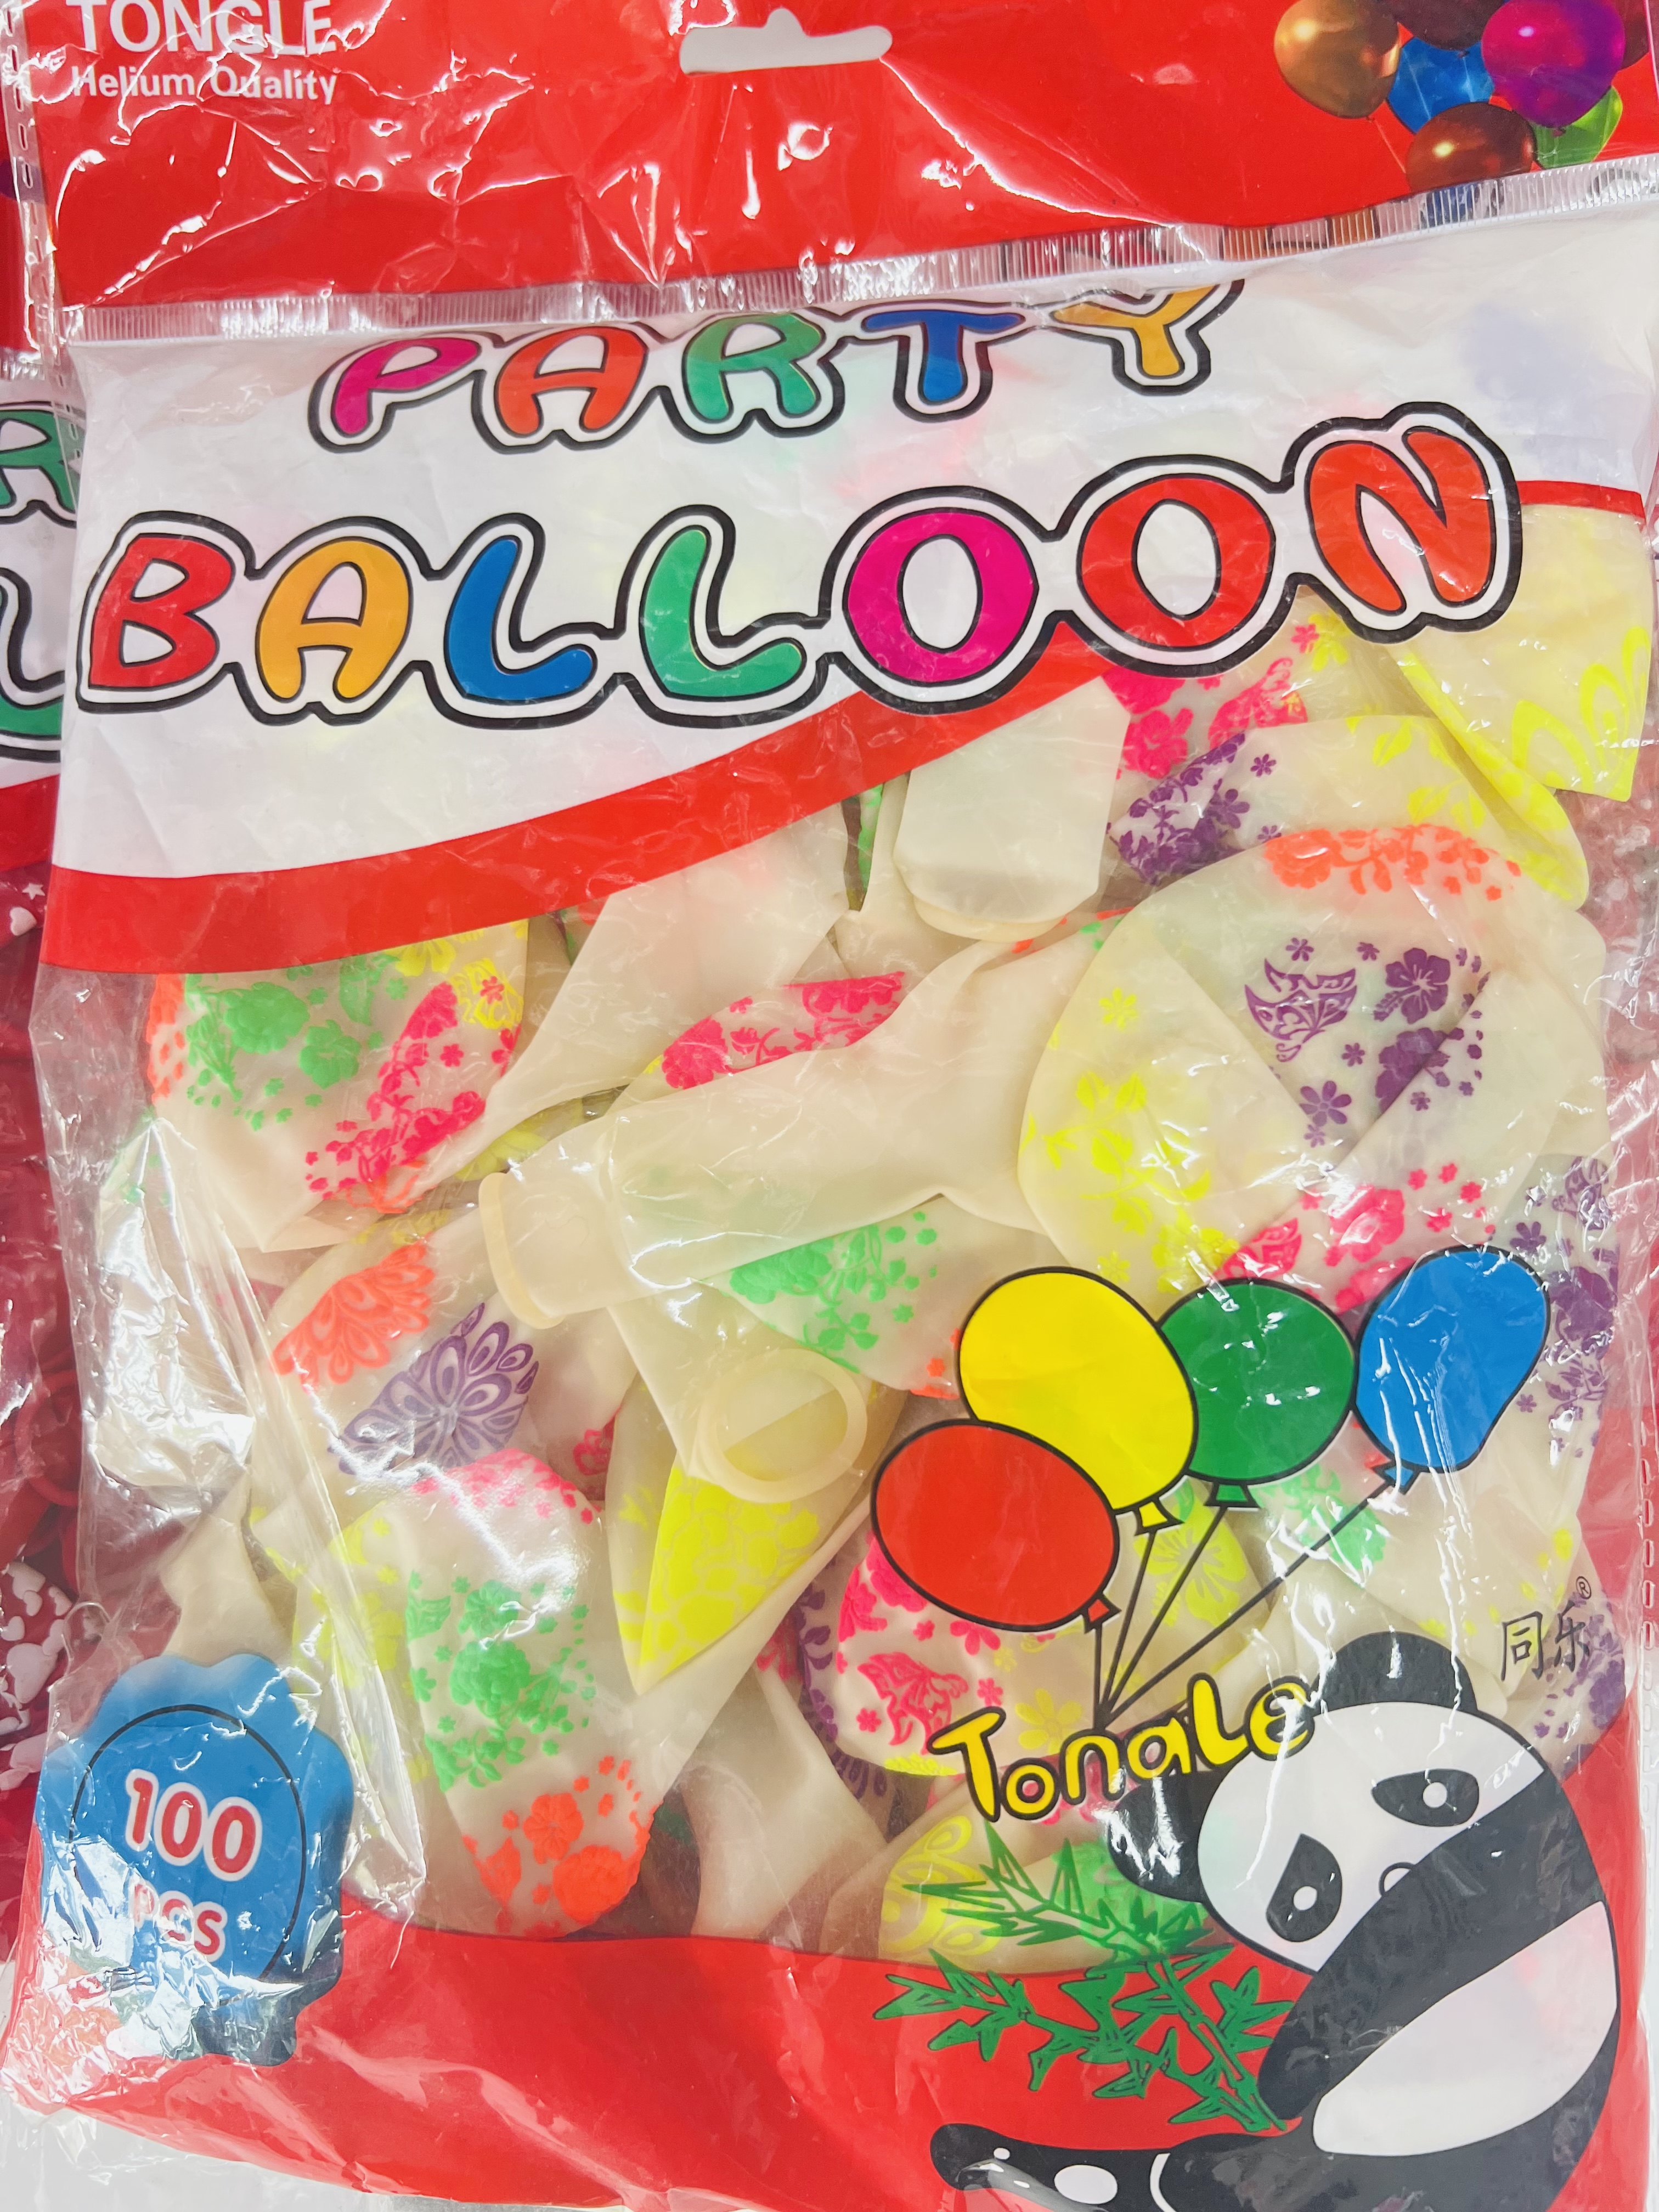 TONGLE
Helium Quality
PARTY
BALLOON
同乐®
TonGLe
100
PCS